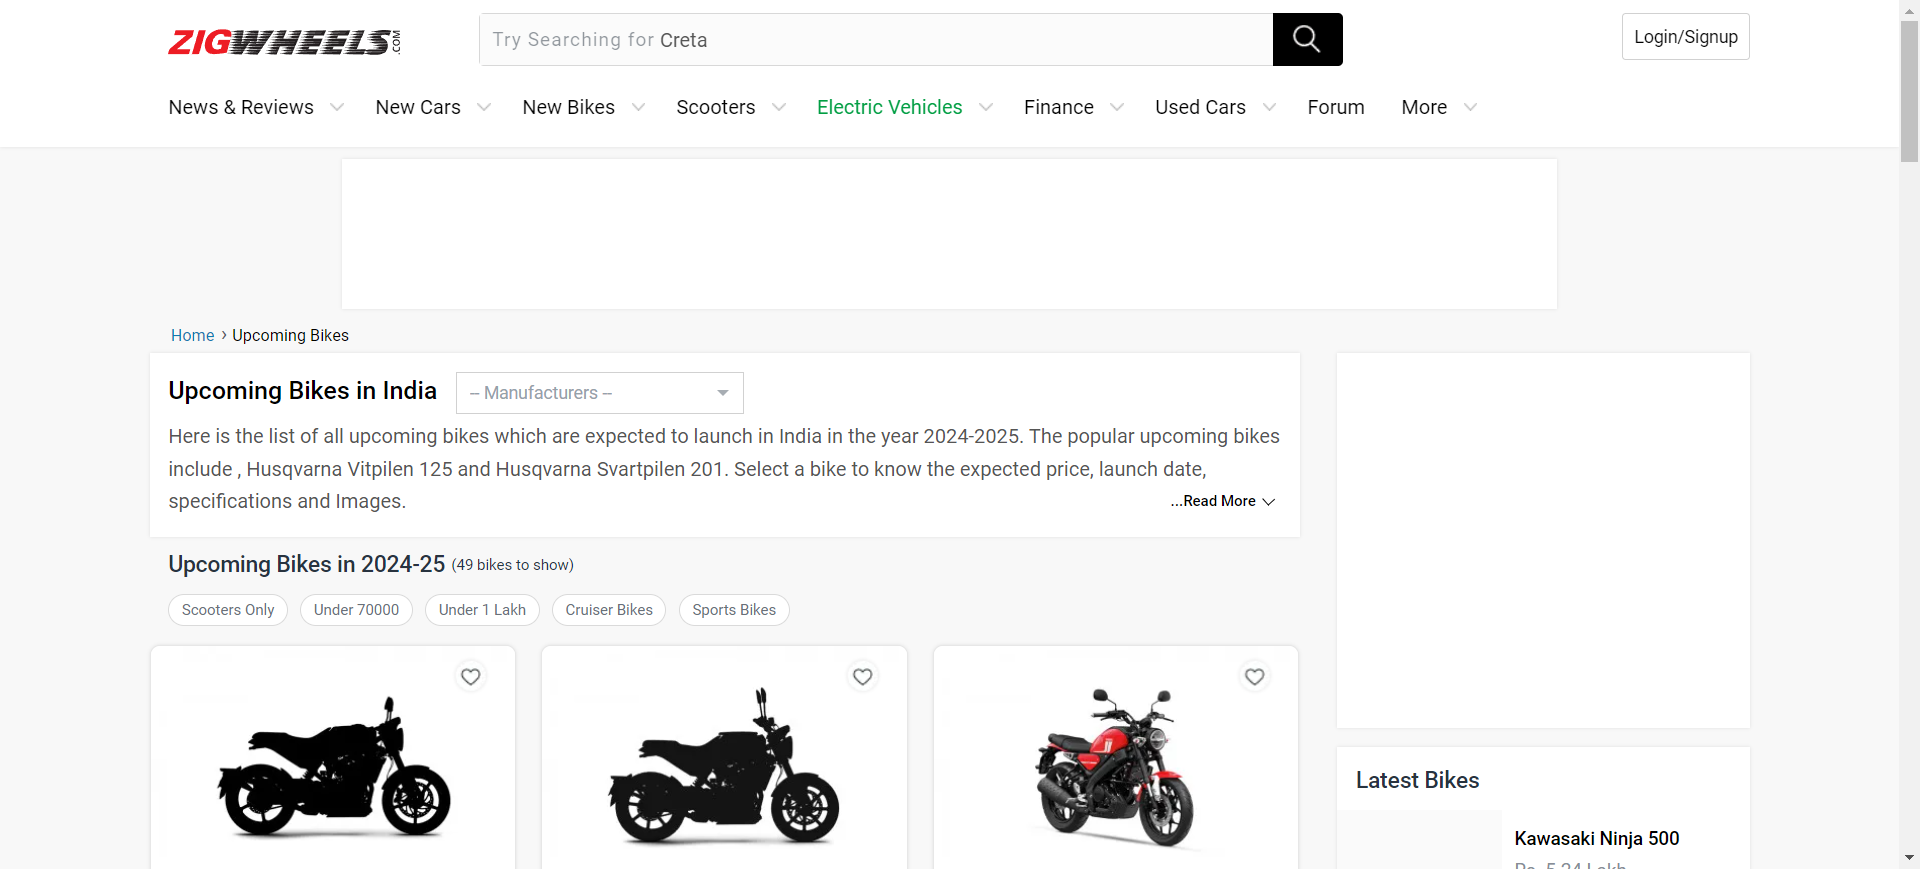 ZIGWHEELS.COM
Try Searching for Creta
Login/Signup
News & Reviews
New Cars
New Bikes
Scooters
Electric Vehicles
Finance
Used Cars
Forum
More
Home › Upcoming Bikes
Upcoming Bikes in India
-- Manufacturers --
Here is the list of all upcoming bikes which are expected to launch in India in the year 2024-2025. The popular upcoming bikes
include , Husqvarna Vitpilen 125 and Husqvarna Svartpilen 201. Select a bike to know the expected price, launch date,
specifications and Images.
...Read More
Upcoming Bikes in 2024-25 (49 bikes to show)
Scooters Only
Under 70000
Under 1 Lakh
Cruiser Bikes
Sports Bikes
Latest Bikes
Kawasaki Ninja 500
Rs. 5.24 Lakh